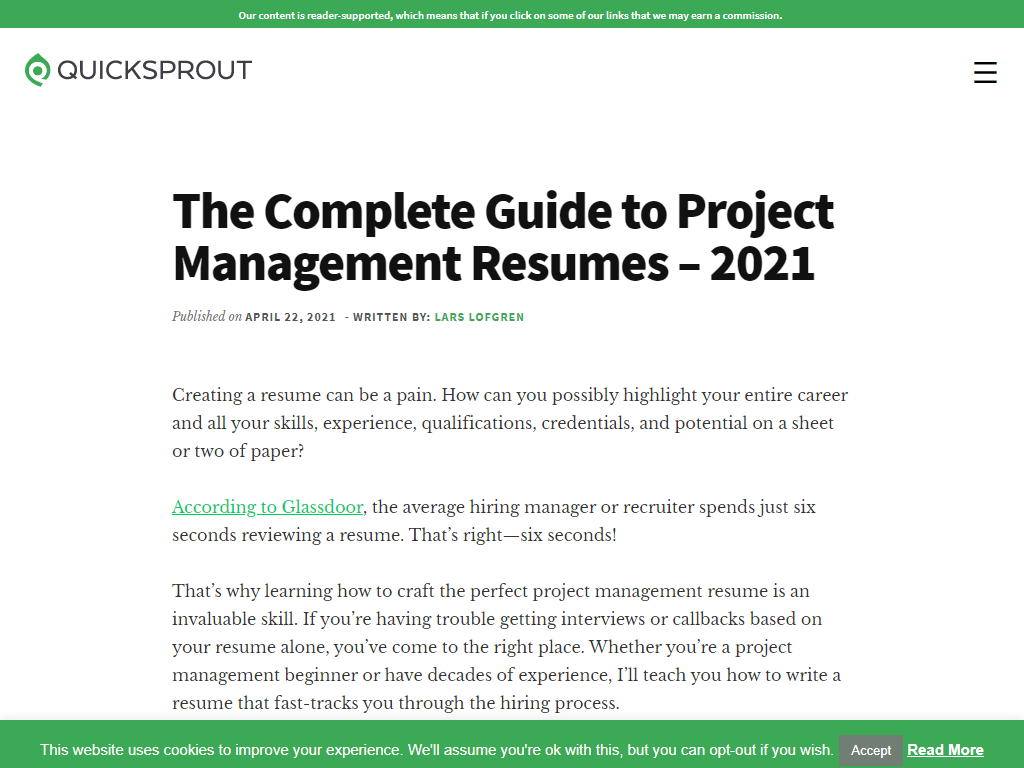 Our content is reader-supported, which means that if you click on some of our links that we may earn a commission.
QUICKSPROUT
The Complete Guide to Project
Management Resumes – 2021
Published on APRIL 22, 2021 - WRITTEN BY: LARS LOFGREN
Creating a resume can be a pain. How can you possibly highlight your entire career
and all your skills, experience, qualifications, credentials, and potential on a sheet
or two of paper?
According to Glassdoor, the average hiring manager or recruiter spends just six
seconds reviewing a resume. That’s right—six seconds!
That’s why learning how to craft the perfect project management resume is an
invaluable skill. If you’re having trouble getting interviews or callbacks based on
your resume alone, you’ve come to the right place. Whether you’re a project
management beginner or have decades of experience, I’ll teach you how to write a
resume that fast-tracks you through the hiring process.
This website uses cookies to improve your experience. We'll assume you're ok with this, but you can opt-out if you wish. Accept Read More